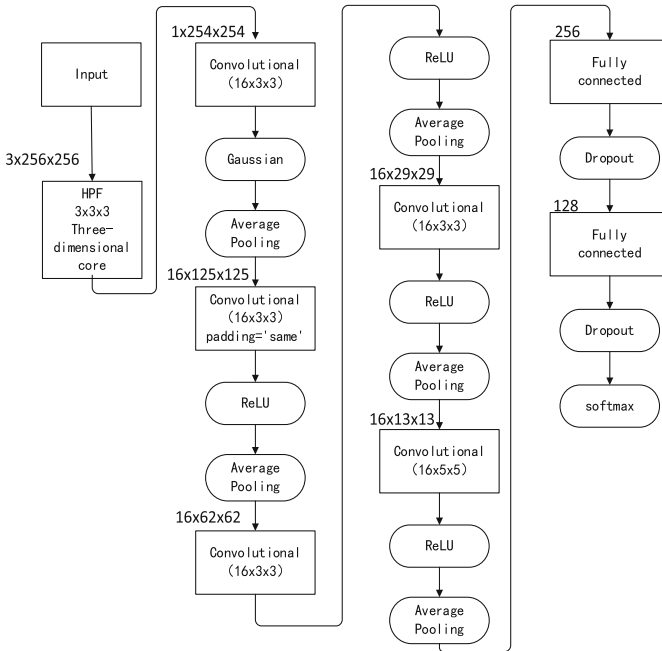 Input
3x256x256
HPF
3x3x3
Three-
dimensional
core
1x254x254
Convolutional
(16x3x3)
Gaussian
Average
Pooling
16x125x125
Convolutional
(16x3x3)
padding='same'
ReLU
Average
Pooling
16x62x62
Convolutional
(16x3x3)
ReLU
Average
Pooling
16x29x29
Convolutional
(16x3x3)
ReLU
Average
Pooling
16x13x13
Convolutional
(16x5x5)
ReLU
Average
Pooling
256
Fully
connected
Dropout
128
Fully
connected
Dropout
softmax